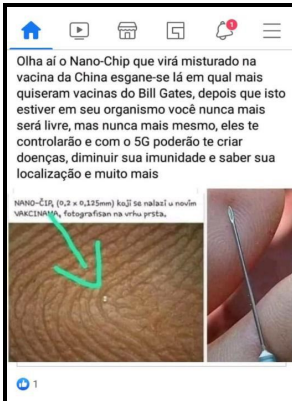 1
Olha aí o Nano-Chip que virá misturado na
vacina da China esgane-se lá em qual mais
quiseram vacinas do Bill Gates, depois que isto
estiver em seu organismo você nunca mais
será livre, mas nunca mais mesmo, eles te
controlarão e com o 5G poderão te criar
doenças, diminuir sua imunidade e saber sua
localização e muito mais
NANO-ČIP, (0,2 x 0,125mm) koji se nalazi u novim
VAKCINAMA, fotografisan na vrhu prsta.
1